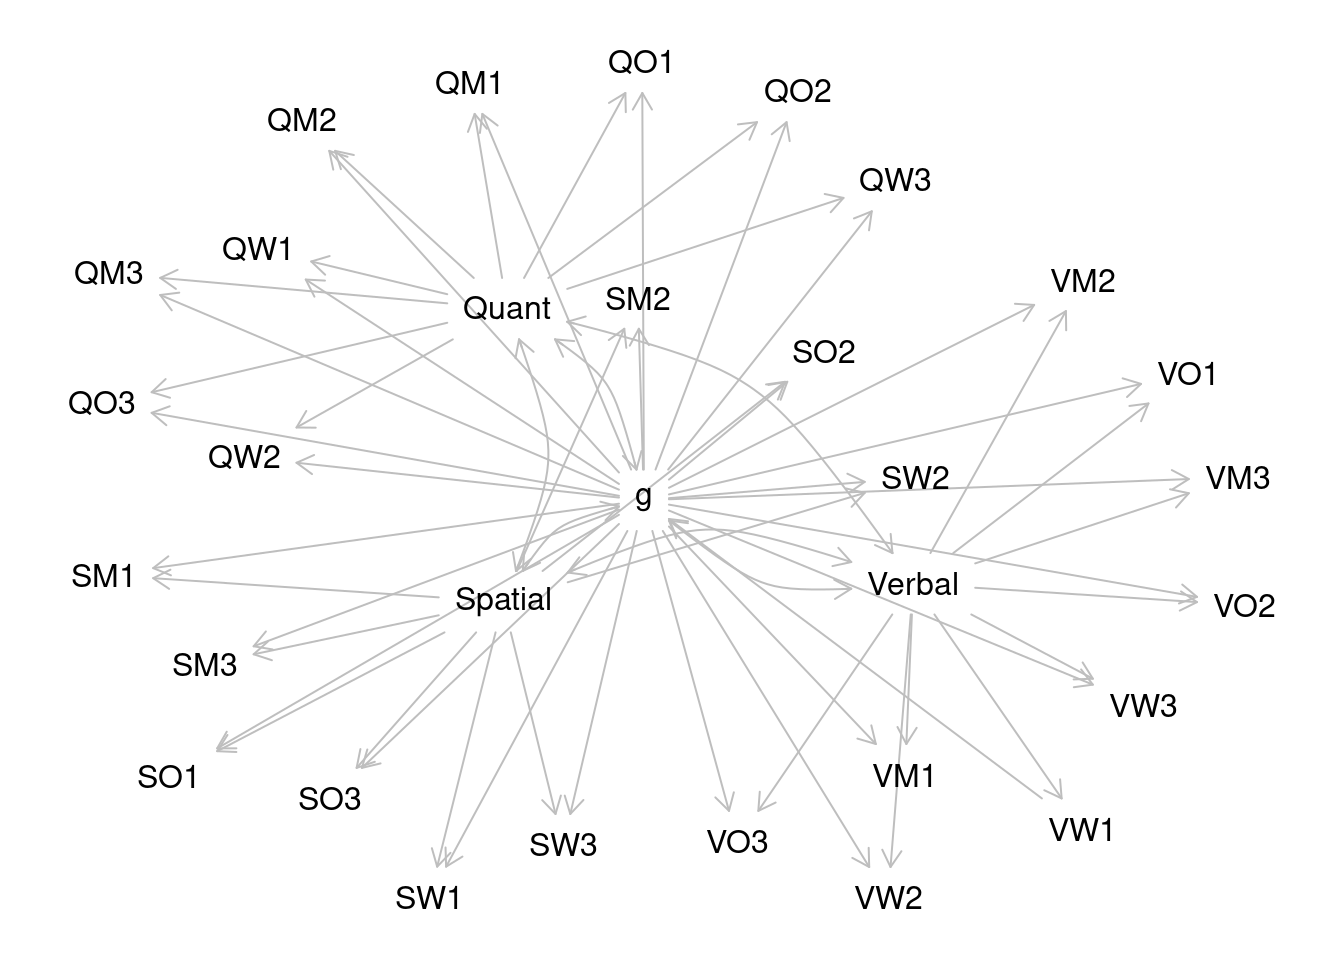 QO1
QM1
QO2
QM2
QW3
QW1
QM3
VM2
SM2
Quant
SO2
VO1
QO3
QW2
SW2
VM3
g
SM1
Verbal
Spatial
VO2
SM3
VW3
SO1
VM1
SO3
VW1
VO3
SW3
SW1
VW2